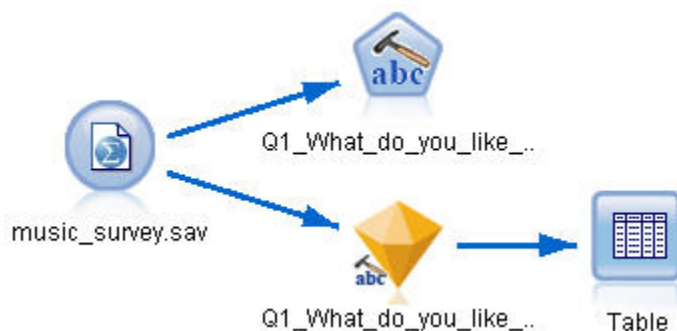 abc
Q1_What_do_you_like_..
Σ
music_survey.sav
abc
Q1_What_do_you_like_..
Table